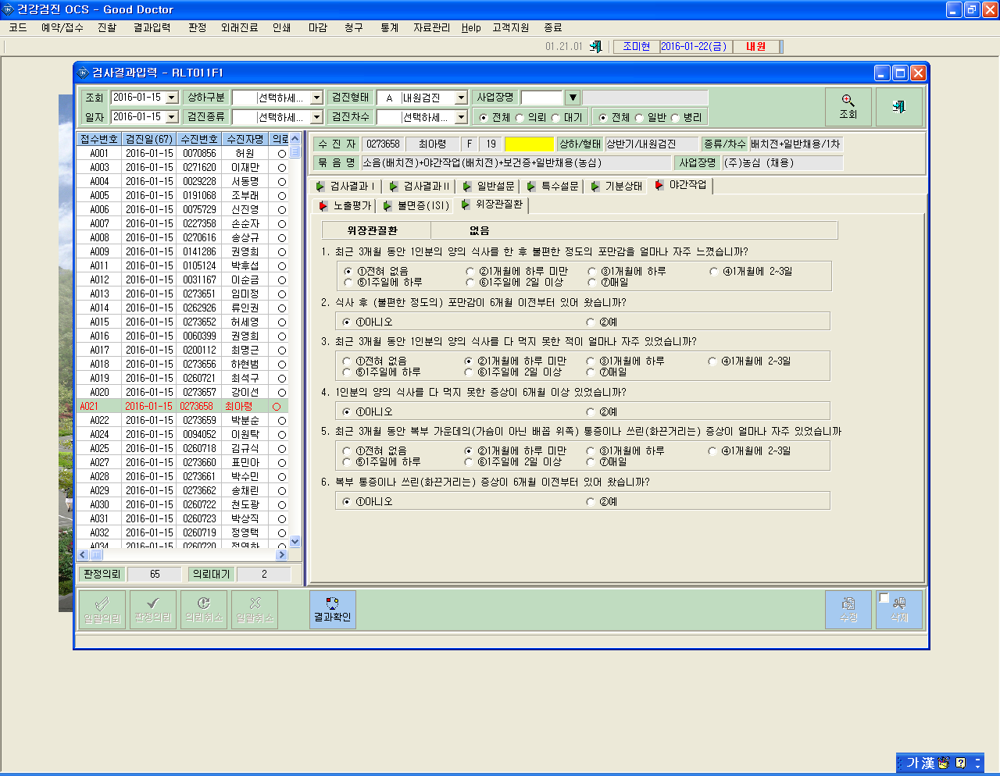 건강검진 OCS - Good Doctor
코드 예약/접수 진찰 결과입력 판정 외래진료 인쇄 마감 청구 통계 자료관리 Help 고객지원 종료
01.21.01 조미현 2016-01-22(금) 내원
검사결과입력 - RLT011F1
조회 2016-01-15 상하구분 선택하세... 검진형태 A 내원검진 사업장명
일자 2016-01-15 검진종류 선택하세... 검진차수 선택하세... 전체 의뢰 대기 전체 일반 병리
조회
접수번호 검진일(67) 수진번호 수진자명 의뢰
A001 2016-01-15 0070856 허원 ○
A003 2016-01-15 0271620 이재만 ○
A004 2016-01-15 0029228 서동명 ○
A005 2016-01-15 0191068 조부래 ○
A006 2016-01-15 0075729 신진영 ○
A007 2016-01-15 0227358 손순자 ○
A008 2016-01-15 0270616 송상규 ○
A009 2016-01-15 0141286 권영희 ○
A011 2016-01-15 0105124 박후섭 ○
A012 2016-01-15 0031167 이순금 ○
A013 2016-01-15 0273651 임미정 ○
A014 2016-01-15 0262926 류인권 ○
A015 2016-01-15 0273652 허세영 ○
A016 2016-01-15 0060399 권영희 ○
A017 2016-01-15 0200112 최명근 ○
A018 2016-01-15 0273656 하현범 ○
A019 2016-01-15 0260721 최석구 ○
A020 2016-01-15 0273657 강이선 ○
A021 2016-01-15 0273658 최아령 ○
A022 2016-01-15 0273659 박분순 ○
A024 2016-01-15 0094052 이원탁 ○
A025 2016-01-15 0260718 김규식 ○
A027 2016-01-15 0273660 표민아 ○
A028 2016-01-15 0273661 박수민 ○
A029 2016-01-15 0273662 송채린 ○
A030 2016-01-15 0260722 천도광 ○
A031 2016-01-15 0260723 박상직 ○
A032 2016-01-15 0260719 정영택 ○
A034 2016-01-15 0260720
판정의뢰 65 의뢰대기 2
수 진 자 0273658 최아령 F 19 상하/형태 상반기/내원검진 종류/차수 배치전+일반채용/1차
묶 음 명 소음(배치전)+야간작업(배치전)+보건증+일반채용(농심) 사업장명 (주)농심 (채용)
검사결과Ⅰ 검사결과Ⅱ 일반설문 특수설문 기분상태 야간작업
노출평가 불면증(ISI) 위장관질환
위장관질환 없음
1. 최근 3개월 동안 1인분의 양의 식사를 한 후 불편한 정도의 포만감을 얼마나 자주 느꼈습니까?
①전혀 없음 ②1개월에 하루 미만 ③1개월에 하루 ④1개월에 2~3일
⑤1주일에 하루 ⑥1주일에 2일 이상 ⑦매일
2. 식사 후 (불편한 정도의) 포만감이 6개월 이전부터 있어 왔습니까?
①아니오 ②예
3. 최근 3개월 동안 1인분의 양의 식사를 다 먹지 못한 적이 얼마나 자주 있었습니까?
①전혀 없음 ②1개월에 하루 미만 ③1개월에 하루 ④1개월에 2~3일
⑤1주일에 하루 ⑥1주일에 2일 이상 ⑦매일
4. 1인분의 양의 식사를 다 먹지 못한 증상이 6개월 이상 있었습니까?
①아니오 ②예
5. 최근 3개월 동안 복부 가운데의(가슴이 아닌 배꼽 위쪽) 통증이나 쓰린(화끈거리는) 증상이 얼마나 자주 있었습니까
①전혀 없음 ②1개월에 하루 미만 ③1개월에 하루 ④1개월에 2~3일
⑤1주일에 하루 ⑥1주일에 2일 이상 ⑦매일
6. 복부 통증이나 쓰린(화끈거리는) 증상이 6개월 이전부터 있어 왔습니까?
①아니오 ②예
일괄의뢰 판정의뢰 의뢰취소 일괄취소 결과확인 수정 삭제
가 漢